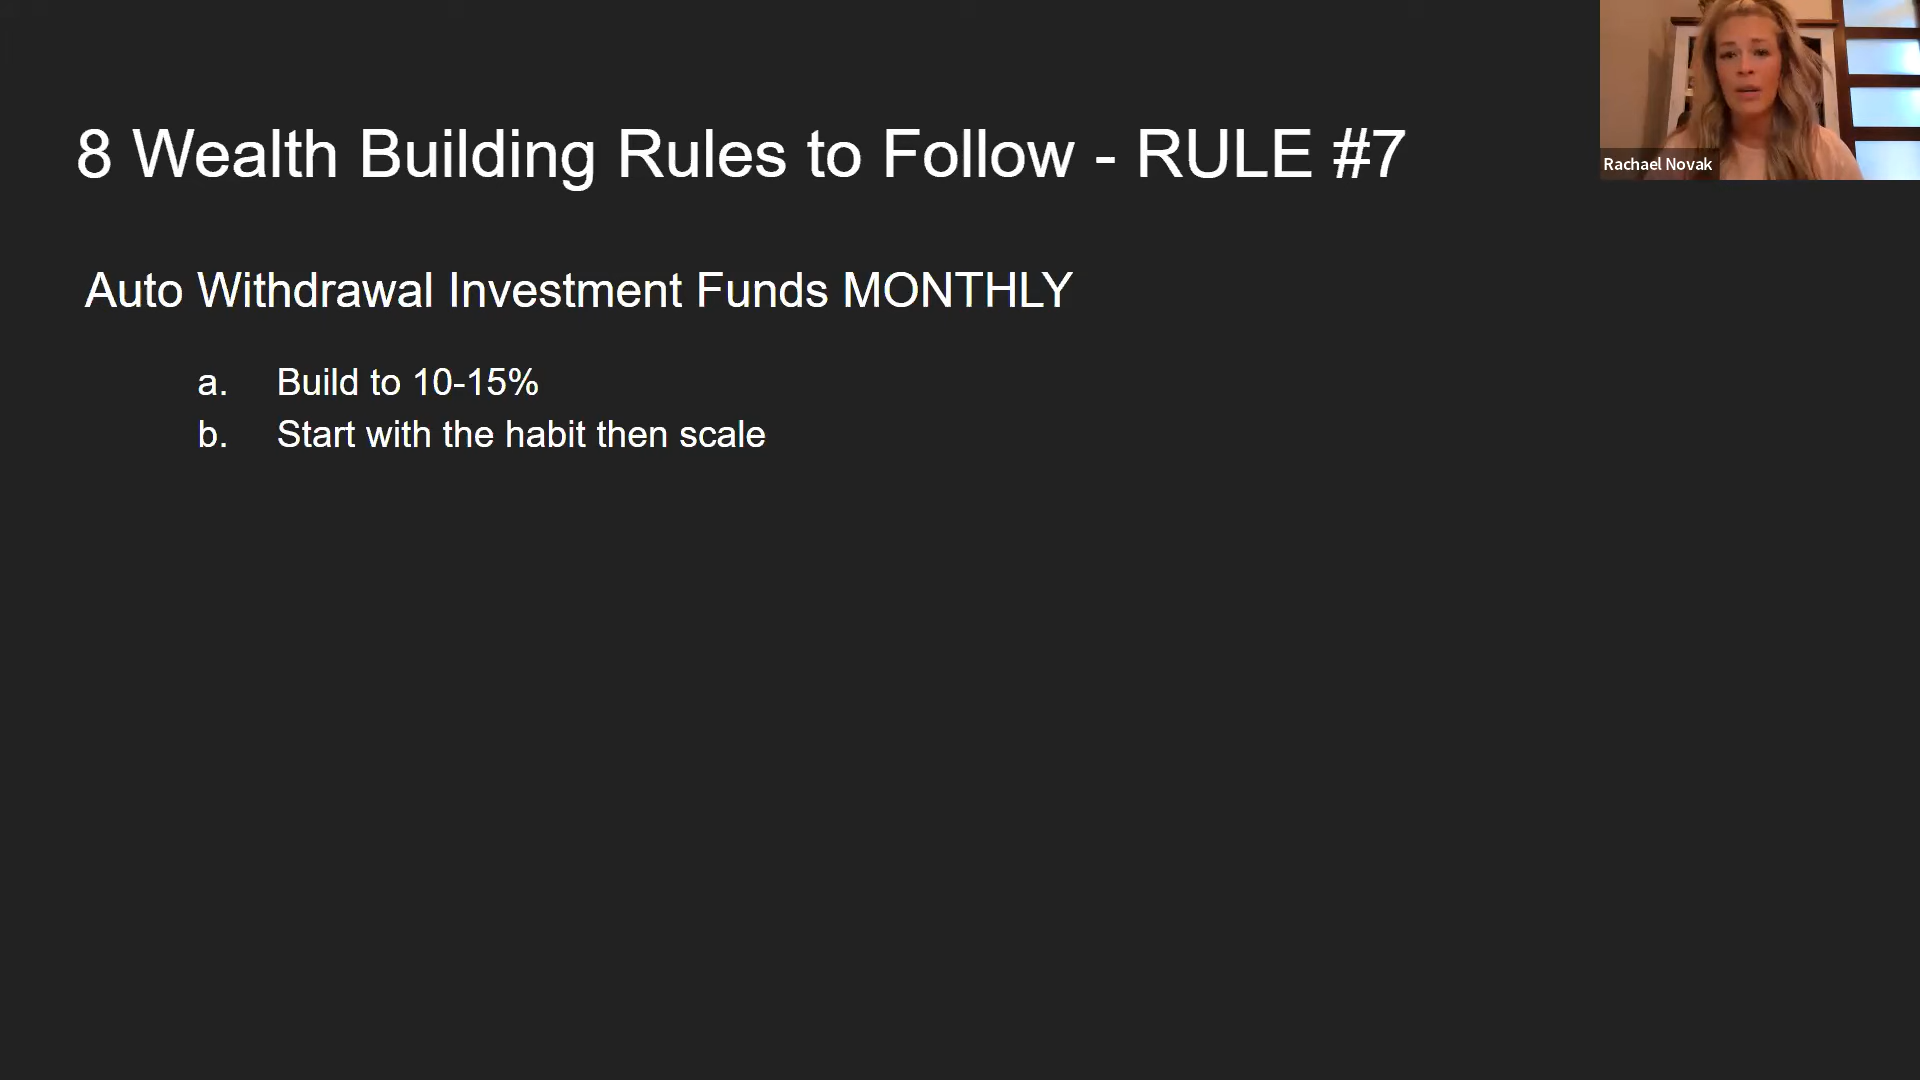 8 Wealth Building Rules to Follow - RULE #7
Rachael Novak
Auto Withdrawal Investment Funds MONTHLY
a. Build to 10-15%
b. Start with the habit then scale